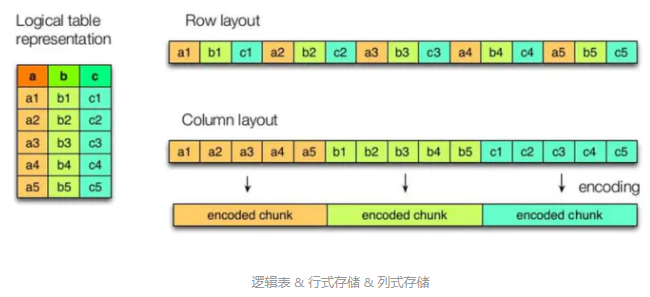 Logical table
representation
a b c
a1 b1 c1
a2 b2 c2
a3 b3 c3
a4 b4 c4
a5 b5 c5
Row layout
a1 b1 c1 a2 b2 c2 a3 b3 c3 a4 b4 c4 a5 b5 c5
Column layout
a1 a2 a3 a4 a5 b1 b2 b3 b4 b5 c1 c2 c3 c4 c5
encoding
encoded chunk encoded chunk encoded chunk
逻辑表 & 行式存储 & 列式存储